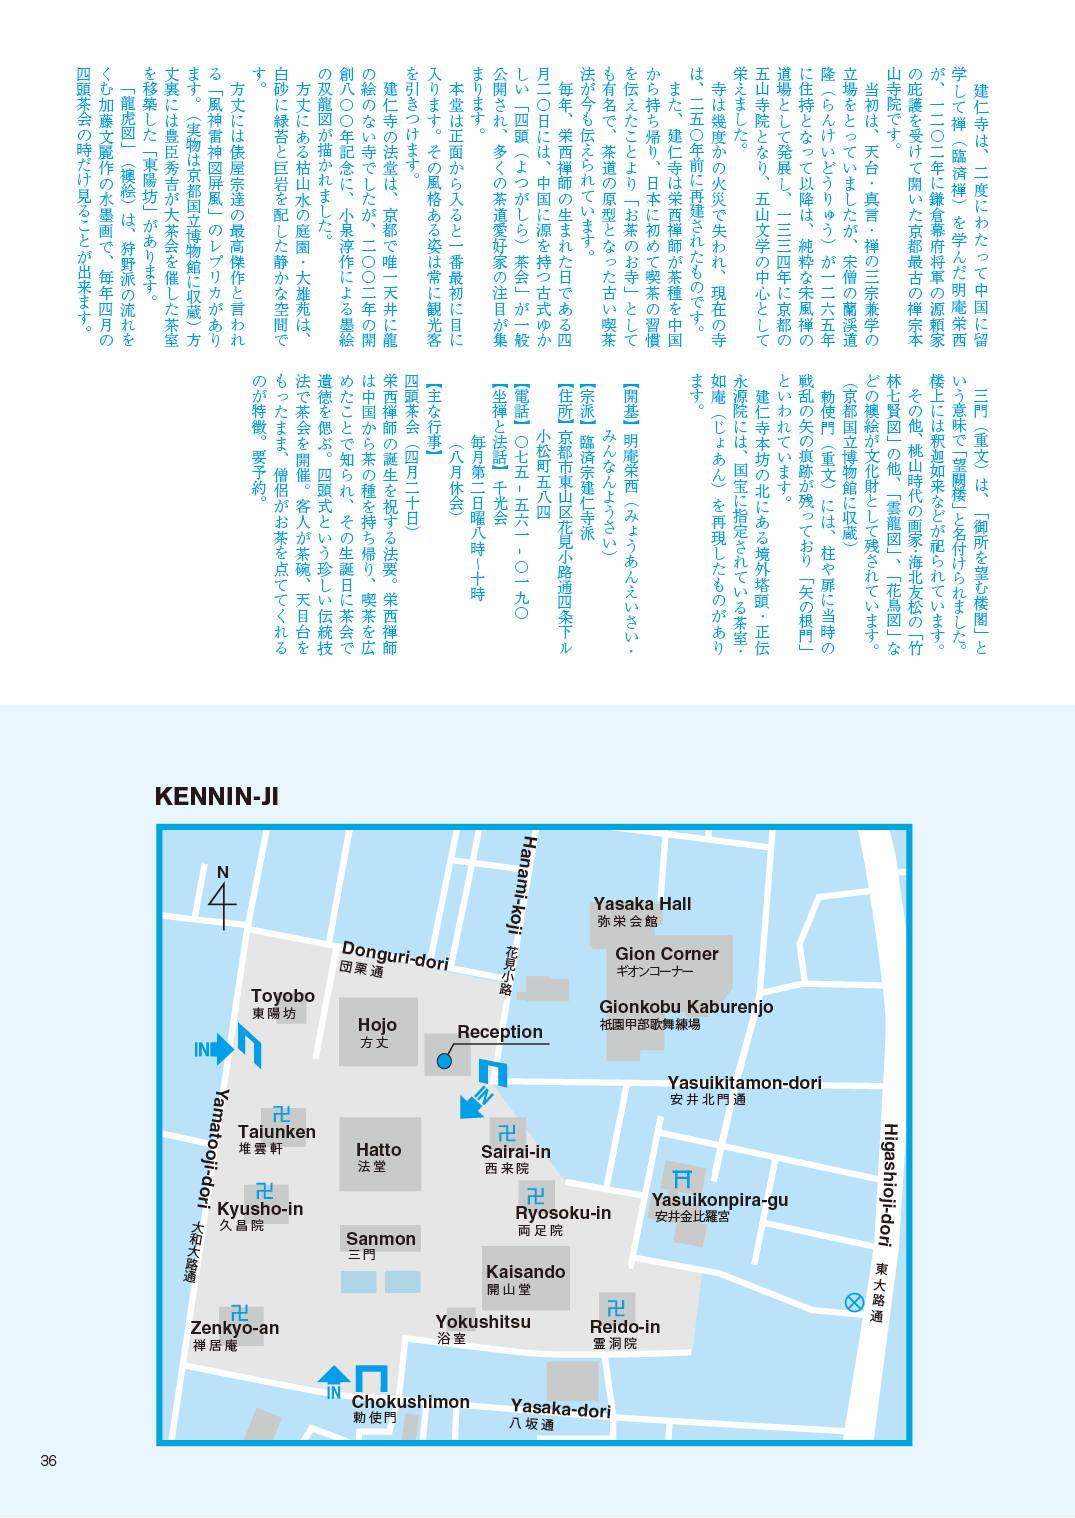 建仁寺は、二度にわたって中国に留
学して禅（臨済禅）を学んだ明庵栄西
が、一二〇二年に鎌倉幕府将軍の源頼家
の庇護を受けて開いた京都最古の禅宗本
山寺院です。
当初は、天台・真言・禅の三宗兼学の
立場をとっていましたが、宋僧の蘭渓道
隆（らんけいどうりゅう）が一二六五年
に住持となって以降は、純粋な宋風禅の
道場として発展し、一三三四年に京都の
五山寺院となり、五山文学の中心として
栄えました。
寺は幾度かの火災で失われ、現在の寺
は、二五〇年前に再建されたものです。
また、建仁寺は栄西禅師が茶種を中国
から持ち帰り、日本に初めて喫茶の習慣
を伝えたことより「お茶のお寺」として
も有名で、茶道の原型となった古い喫茶
法が今も伝えられています。
毎年、栄西禅師の生まれた日である四
月二〇日には、中国に源を持つ古式ゆか
しい「四頭（よつがしら）茶会」が一般
公開され、多くの茶道愛好家の注目が集
まります。
本堂は正面から入ると一番最初に目に
入ります。その風格ある姿は常に観光客
を引きつけます。
建仁寺の法堂は、京都で唯一天井に龍
の絵のない寺でしたが、二〇〇二年の開
創八〇〇年記念に、小泉淳作による墨絵
の双龍図が描かれました。
方丈にある枯山水の庭園・大雄苑は、
白砂に緑苔と巨岩を配した静かな空間で
す。
方丈には俵屋宗達の最高傑作と言われ
る「風神雷神図屏風」のレプリカがあり
ます。（実物は京都国立博物館に収蔵）方
丈裏には豊臣秀吉が大茶会を催した茶室
を移築した「東陽坊」があります。
「龍虎図」（襖絵）は、狩野派の流れを
くむ加藤文麗作の水墨画で、毎年四月の
四頭茶会の時だけ見ることが出来ます。
三門（重文）は、「御所を望む楼閣」と
いう意味で「望闕楼」と名付けられました。
楼上には釈迦如来などが祀られています。
その他、桃山時代の画家・海北友松の「竹
林七賢図」の他、「雲龍図」、「花鳥図」な
どの襖絵が文化財として残されています。
（京都国立博物館に収蔵）
勅使門（重文）には、柱や扉に当時の
戦乱の矢の痕跡が残っており「矢の根門」
といわれています。
建仁寺本坊の北にある境外塔頭・正伝
永源院には、国宝に指定されている茶室・
如庵（じょあん）を再現したものがあり
ます。
【開基】明庵栄西（みょうあんえいさい・
みんなんようさい）
【宗派】臨済宗建仁寺派
【住所】京都市東山区花見小路通四条下ル
小松町五八四
【電話】〇七五－五六一－〇一九〇
【坐禅と法話】千光会
毎月第二日曜八時～十時
（八月休会）
【主な行事】
四頭茶会（四月二十日）
栄西禅師の誕生を祝する法要。栄西禅師
は中国から茶の種を持ち帰り、喫茶を広
めたことで知られ、その生誕日に茶会で
遺徳を偲ぶ。四頭式という珍しい伝統技
法で茶会を開催。客人が茶碗、天目台を
もったまま、僧侶がお茶を点ててくれる
のが特徴。要予約。
KENNIN-JI
N
Hanami-koji 花見小路
Yasaka Hall
弥栄会館
Gion Corner
ギオンコーナー
Donguri-dori
団栗通
Toyobo
東陽坊
Gionkobu Kaburenjo
祇園甲部歌舞練場
Hojo
方丈
Reception
IN
IN
Yasuikitamon-dori
安井北門通
Yamatooji-dori 大和大路通
Taiunken
堆雲軒
Hatto
法堂
Sairai-in
西来院
Higashioji-dori 東大路通
Kyusho-in
久昌院
Ryosoku-in
両足院
Yasuikonpira-gu
安井金比羅宮
Sanmon
三門
Kaisando
開山堂
Zenkyo-an
禅居庵
Yokushitsu
浴室
Reido-in
霊洞院
IN
Chokushimon
勅使門
Yasaka-dori
八坂通
36